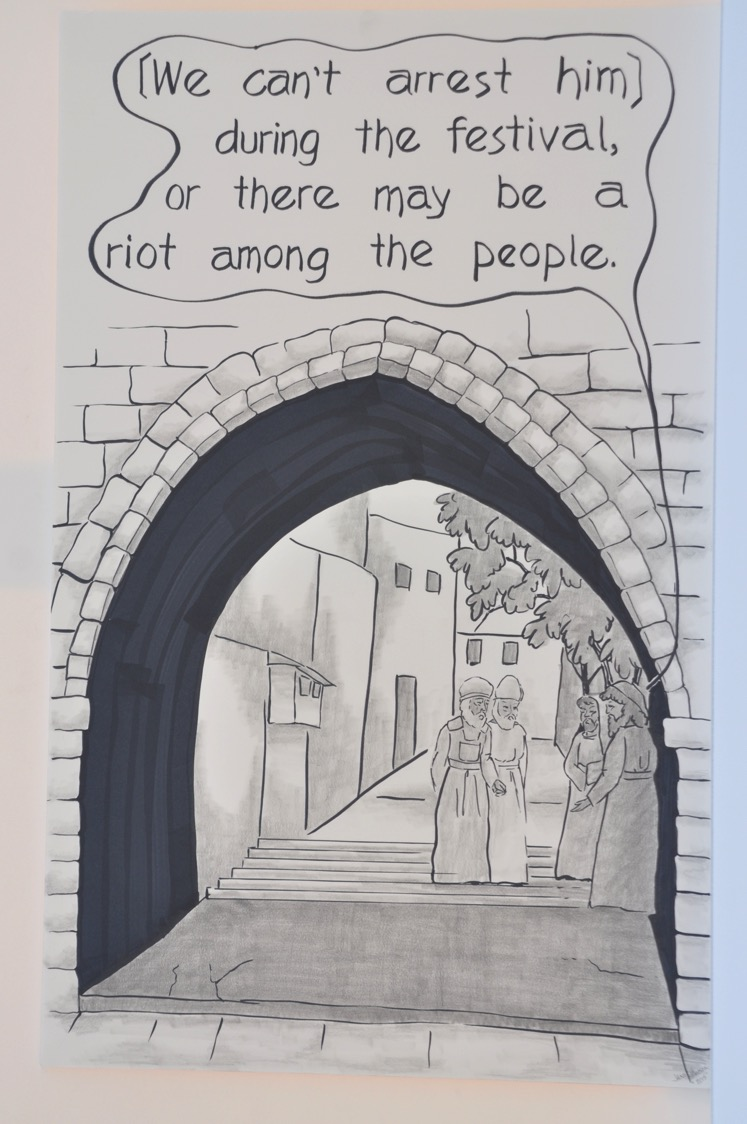 [We can't arrest him]
during the festival,
or there may be a
riot among the people.